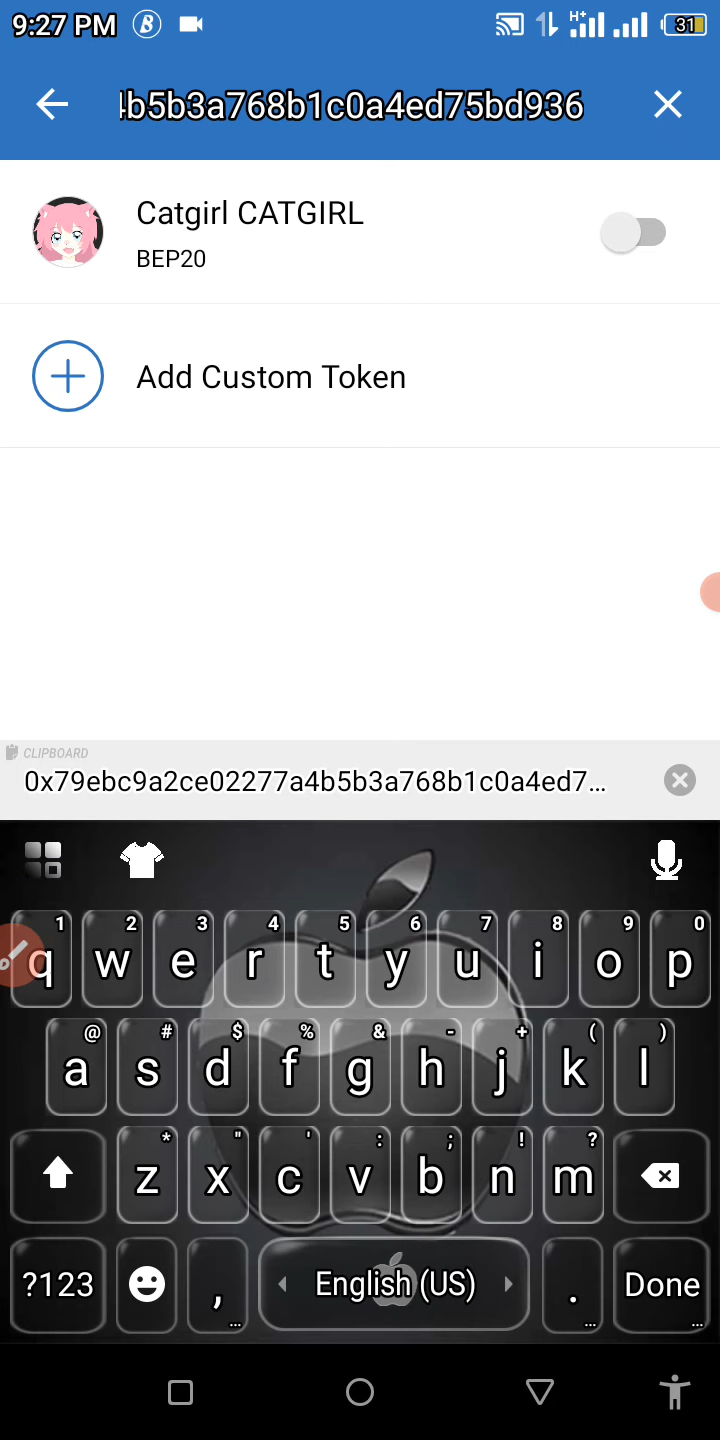 9:27 PM
H+
31
4b5b3a768b1c0a4ed75bd936
Catgirl CATGIRL
BEP20
Add Custom Token
CLIPBOARD
0x79ebc9a2ce02277a4b5b3a768b1c0a4ed7...
1 2 3 4 5 6 7 8 9 0
q w e r t y u i o p
@ # $ % & - + ( )
a s d f g h j k l
* " ' : ; ! ?
z x c v b n m
?123 , English (US) . Done
... ... ...